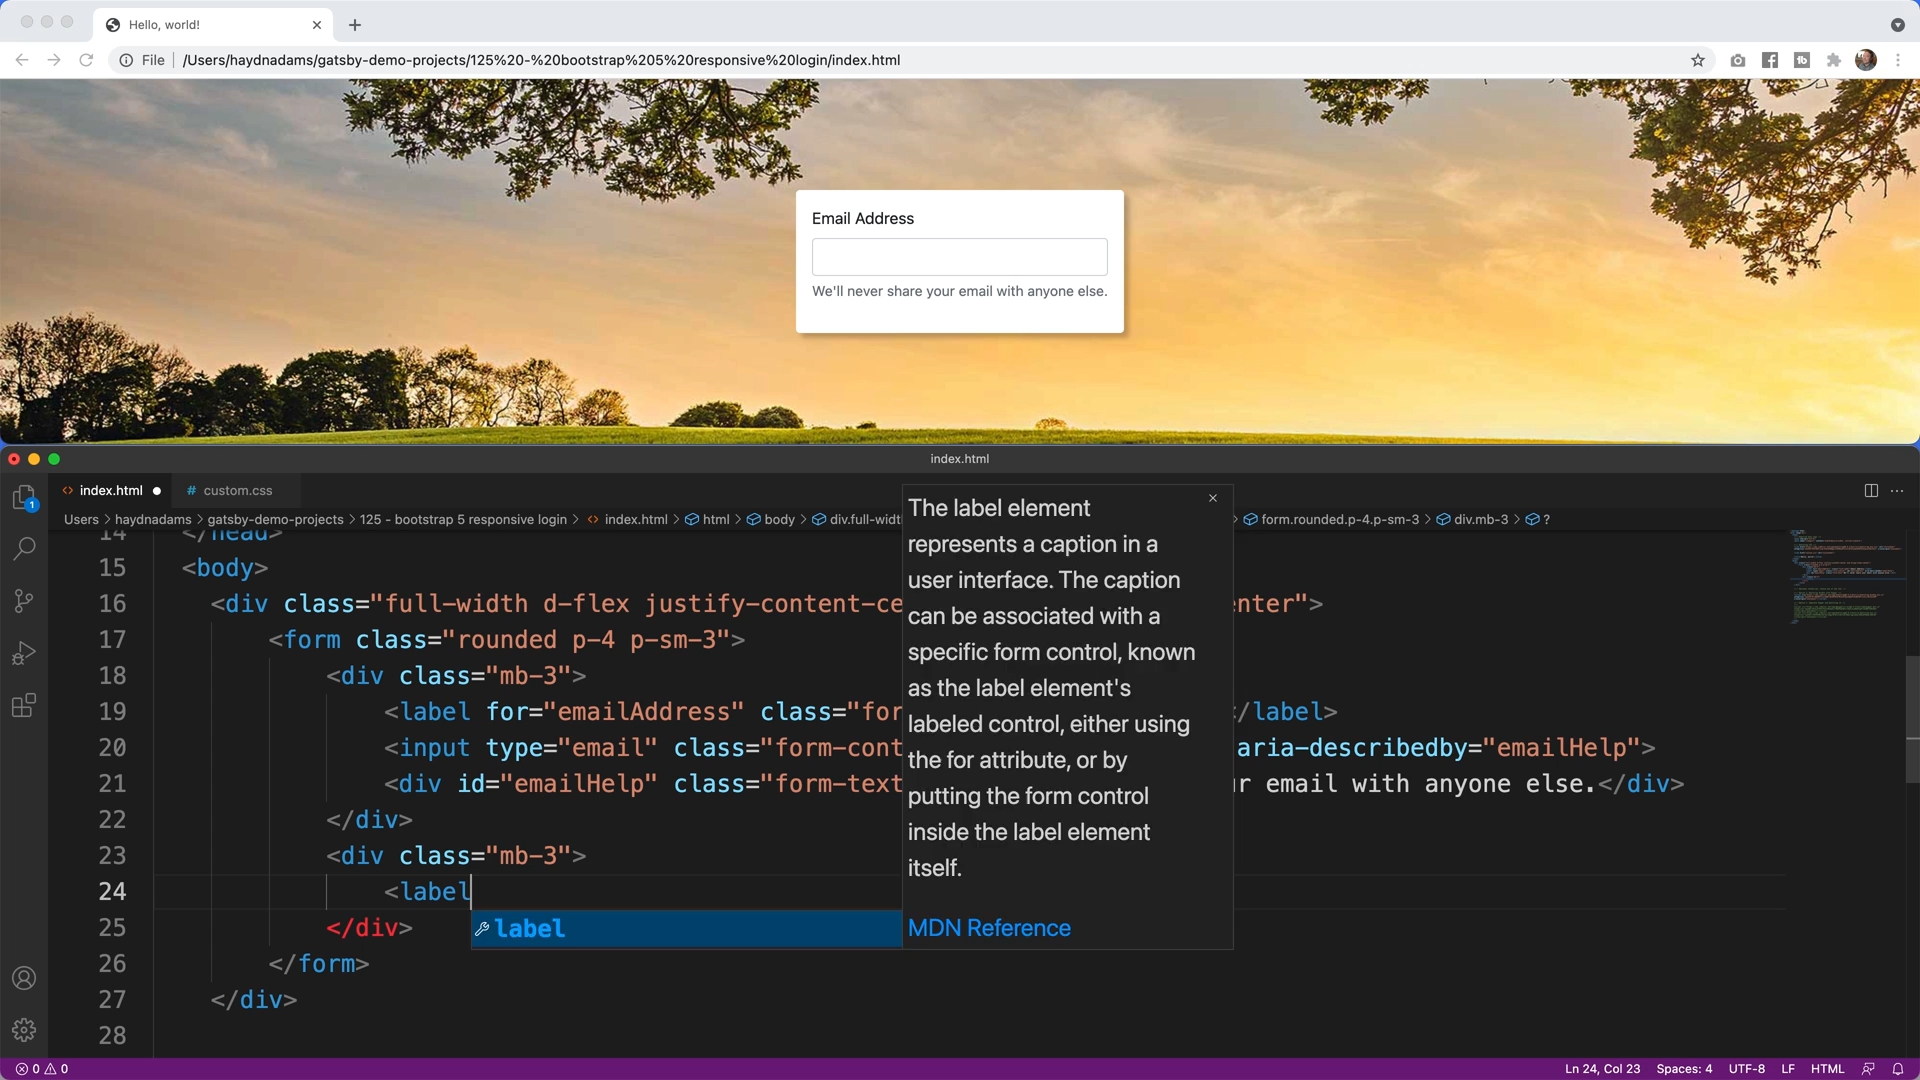 Hello, world!
File | /Users/haydnadams/gatsby-demo-projects/125%20-%20bootstrap%205%20responsive%20login/index.html
Email Address
We'll never share your email with anyone else.
index.html
index.html
# custom.css
Users > haydnadams > gatsby-demo-projects > 125 - bootstrap 5 responsive login > index.html > html > body > div.full-widt
> form.rounded.p-4.p-sm-3 > div.mb-3 > ?
14 </head>
15 <body>
16 <div class="full-width d-flex justify-content-ce
nter">
17 <form class="rounded p-4 p-sm-3">
18 <div class="mb-3">
19 <label for="emailAddress" class="for
/label>
20 <input type="email" class="form-cont
aria-describedby="emailHelp">
21 <div id="emailHelp" class="form-text
r email with anyone else.</div>
22 </div>
23 <div class="mb-3">
24 <label
25 </div>
26 </form>
27 </div>
28
label
The label element
represents a caption in a
user interface. The caption
can be associated with a
specific form control, known
as the label element's
labeled control, either using
the for attribute, or by
putting the form control
inside the label element
itself.
MDN Reference
1
0 0
Ln 24, Col 23 Spaces: 4 UTF-8 LF HTML